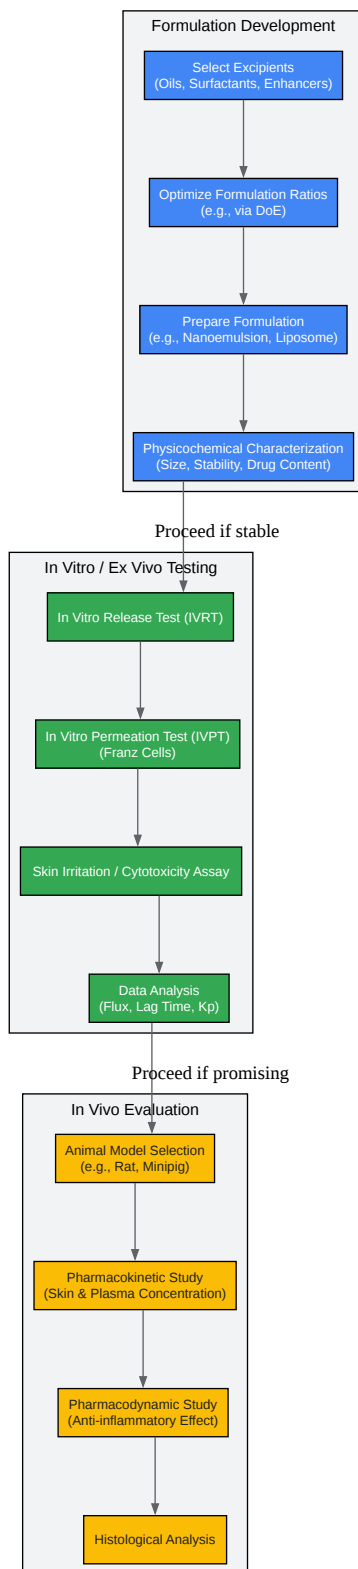 Formulation Development
Select Excipients
(Oils, Surfactants, Enhancers)
Optimize Formulation Ratios
(e.g., via DoE)
Prepare Formulation
(e.g., Nanoemulsion, Liposome)
Physicochemical Characterization
(Size, Stability, Drug Content)
Proceed if stable
In Vitro / Ex Vivo Testing
In Vitro Release Test (IVRT)
In Vitro Permeation Test (IVPT)
(Franz Cells)
Skin Irritation / Cytotoxicity Assay
Data Analysis
(Flux, Lag Time, Kp)
Proceed if promising
In Vivo Evaluation
Animal Model Selection
(e.g., Rat, Minipig)
Pharmacokinetic Study
(Skin & Plasma Concentration)
Pharmacodynamic Study
(Anti-inflammatory Effect)
Histological Analysis